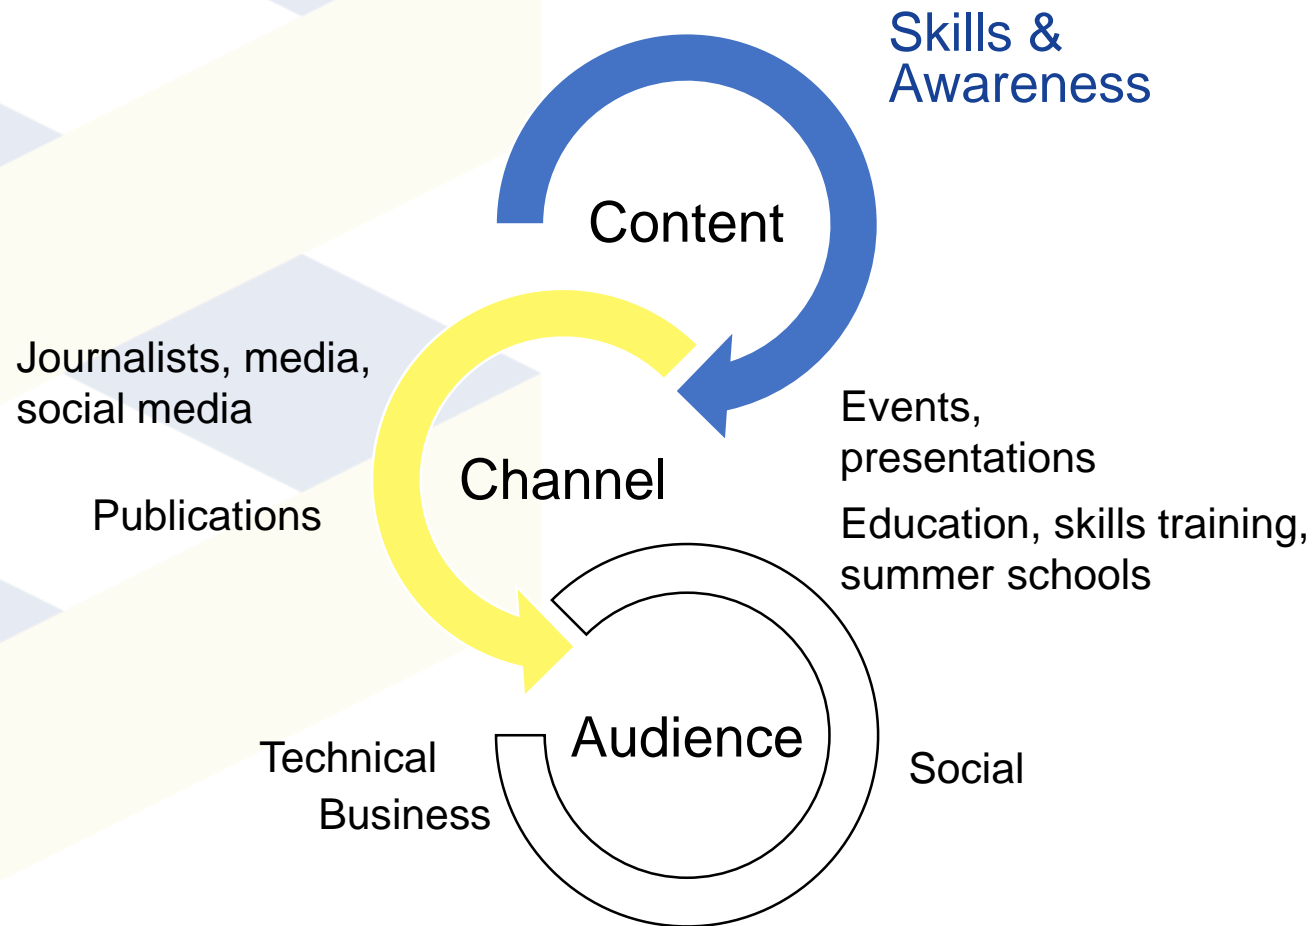 Skills &
Awareness
Content
Journalists, media,
social media
Events,
presentations
Channel
Publications
Education, skills training,
summer schools
Audience
Technical
Business
Social